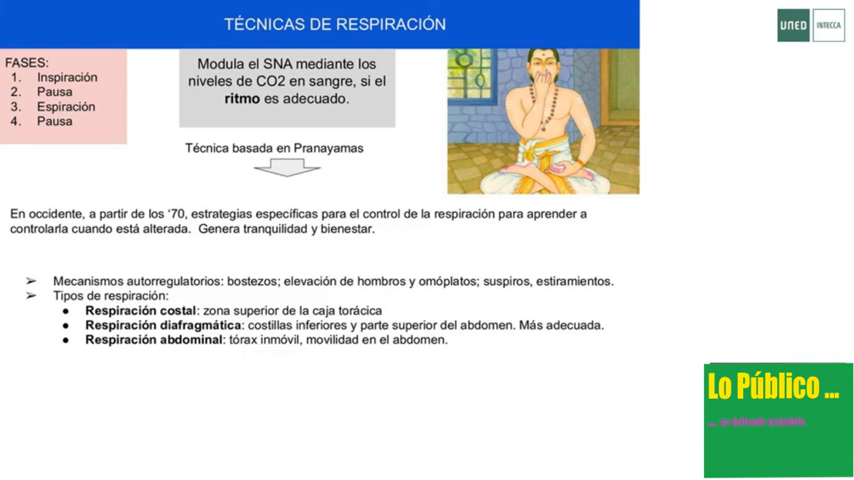 TÉCNICAS DE RESPIRACIÓN
UNED
INTECCA
FASES:
1. Inspiración
2. Pausa
3. Espiración
4. Pausa
Modula el SNA mediante los
niveles de CO2 en sangre, si el
ritmo es adecuado.
Técnica basada en Pranayamas
En occidente, a partir de los ‘70, estrategias específicas para el control de la respiración para aprender a
controlarla cuando está alterada. Genera tranquilidad y bienestar.
➢ Mecanismos autorregulatorios: bostezos; elevación de hombros y omóplatos; suspiros, estiramientos.
➢ Tipos de respiración:
● Respiración costal: zona superior de la caja torácica
● Respiración diafragmática: costillas inferiores y parte superior del abdomen. Más adecuada.
● Respiración abdominal: tórax inmóvil, movilidad en el abdomen.
Lo Público ...